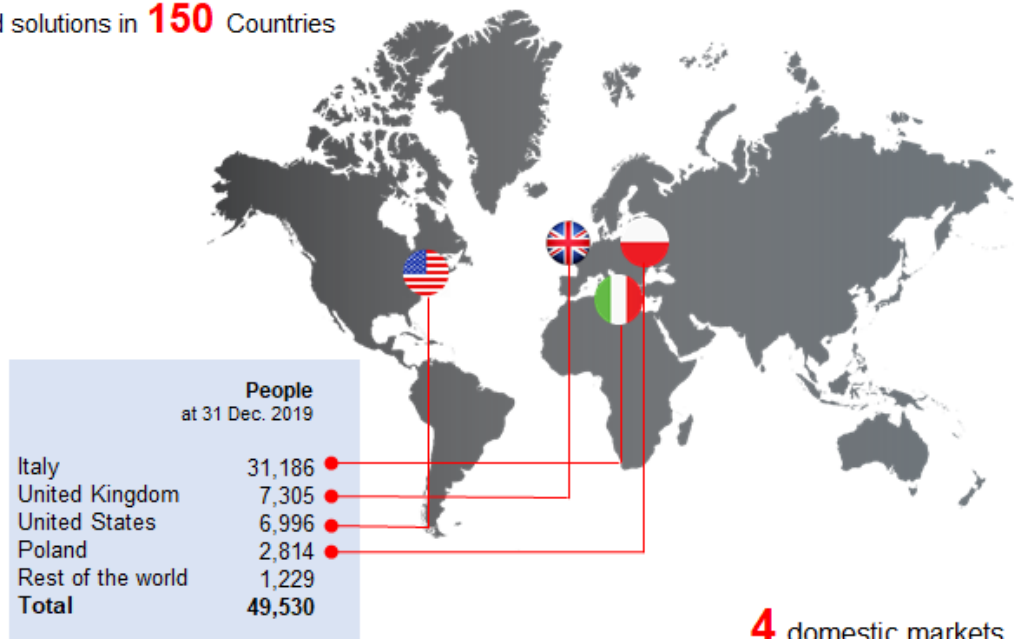 solutions in 150 Countries
People
at 31 Dec. 2019
Italy 31,186
United Kingdom 7,305
United States 6,996
Poland 2,814
Rest of the world 1,229
Total 49,530
4 domestic markets